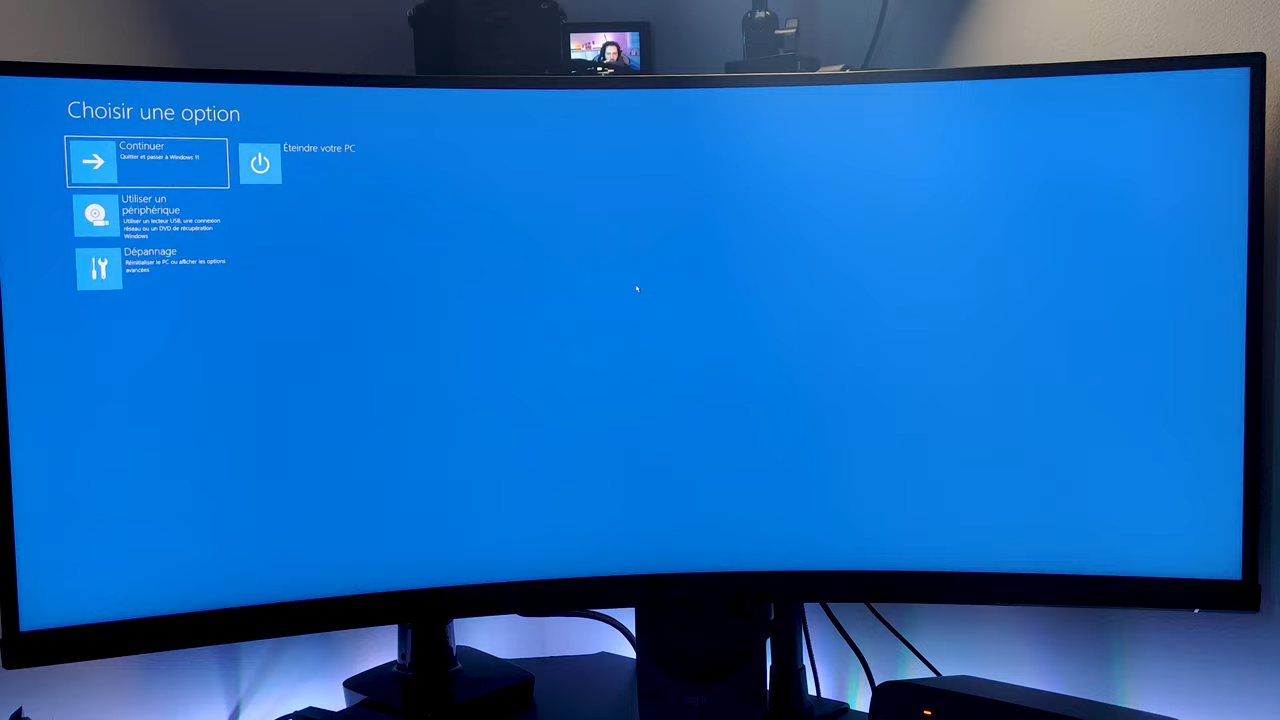 Choisir une option
Continuer
Quitter et passer à Windows 11
Éteindre votre PC
Utiliser un
périphérique
Utiliser un lecteur USB, une connexion
réseau ou un DVD de récupération
Windows
Dépannage
Réinitialiser le PC ou afficher les options
avancées